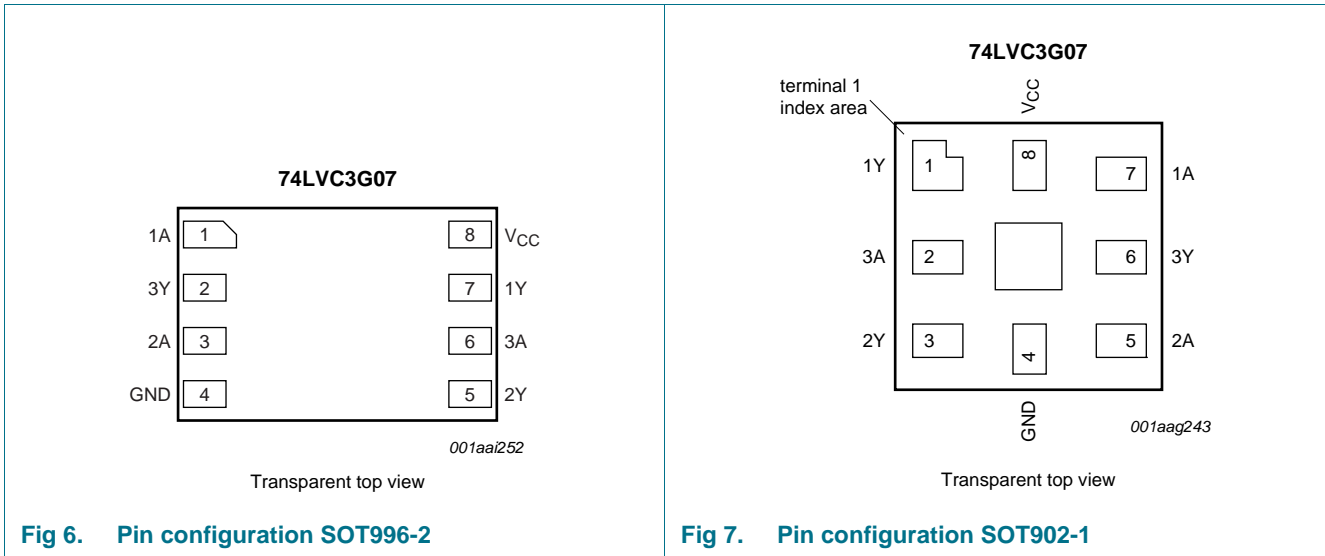 74LVC3G07
1A 1 8 VCC
3Y 2 7 1Y
2A 3 6 3A
GND 4 5 2Y
001aai252
Transparent top view
Fig 6. Pin configuration SOT996-2
74LVC3G07
terminal 1
index area
VCC
1Y 1 8 7 1A
3A 2 6 3Y
2Y 3 4 5 2A
GND
001aag243
Transparent top view
Fig 7. Pin configuration SOT902-1